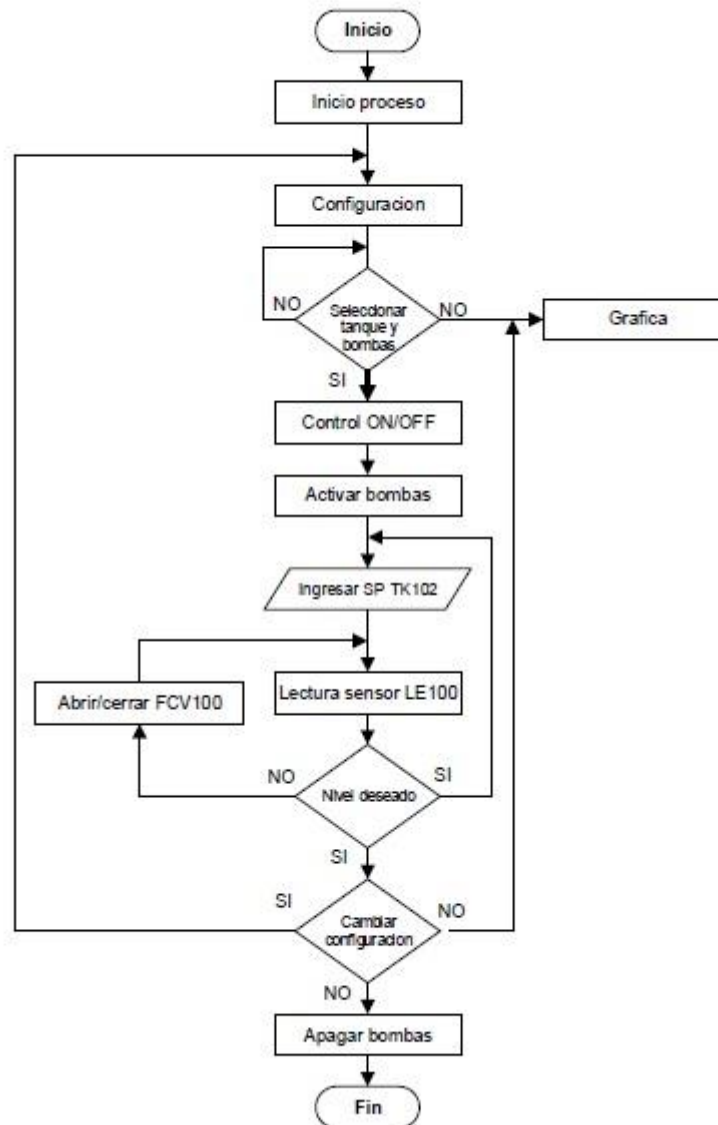 Inicio
Inicio proceso
Configuracion
NO
Seleccionar
tanque y
bombas
NO
Grafica
SI
Control ON/OFF
Activar bombas
Ingresar SP TK102
Abrir/cerrar FCV100
Lectura sensor LE100
NO
Nivel deseado
SI
SI
SI
Cambiar
configuracion
NO
NO
Apagar bombas
Fin